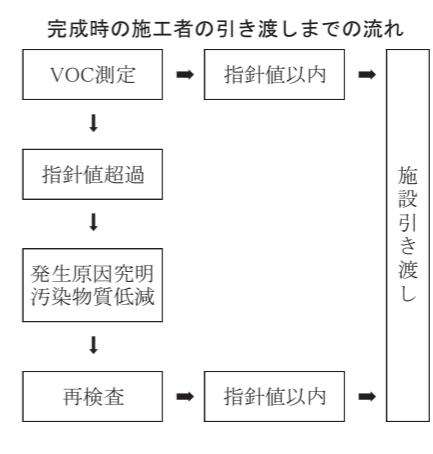 完成時の施工者の引き渡しまでの流れ
VOC測定
指針値以内
指針値超過
発生原因究明
汚染物質低減
再検査
指針値以内
施設引き渡し